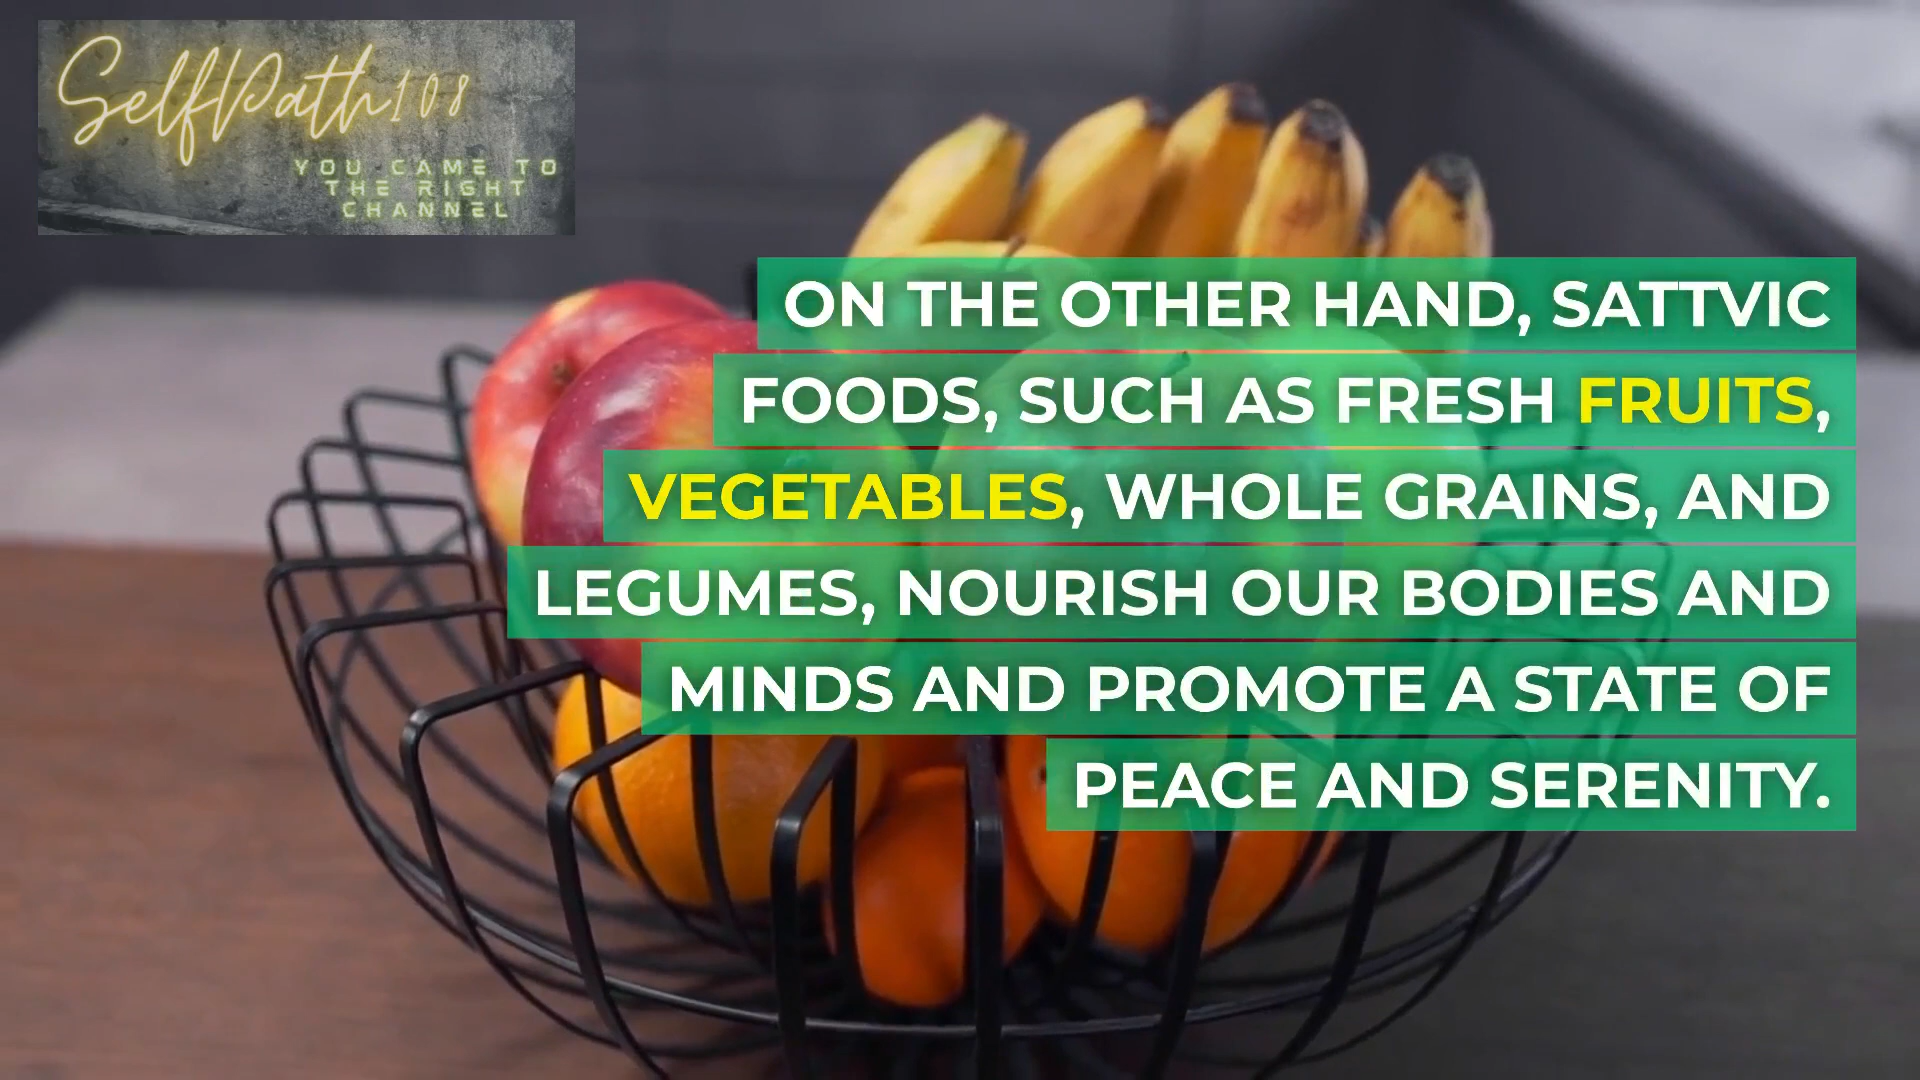 SelfPath108
YOU CAME TO
THE RIGHT
CHANNEL
ON THE OTHER HAND, SATTVIC
FOODS, SUCH AS FRESH FRUITS,
VEGETABLES, WHOLE GRAINS, AND
LEGUMES, NOURISH OUR BODIES AND
MINDS AND PROMOTE A STATE OF
PEACE AND SERENITY.